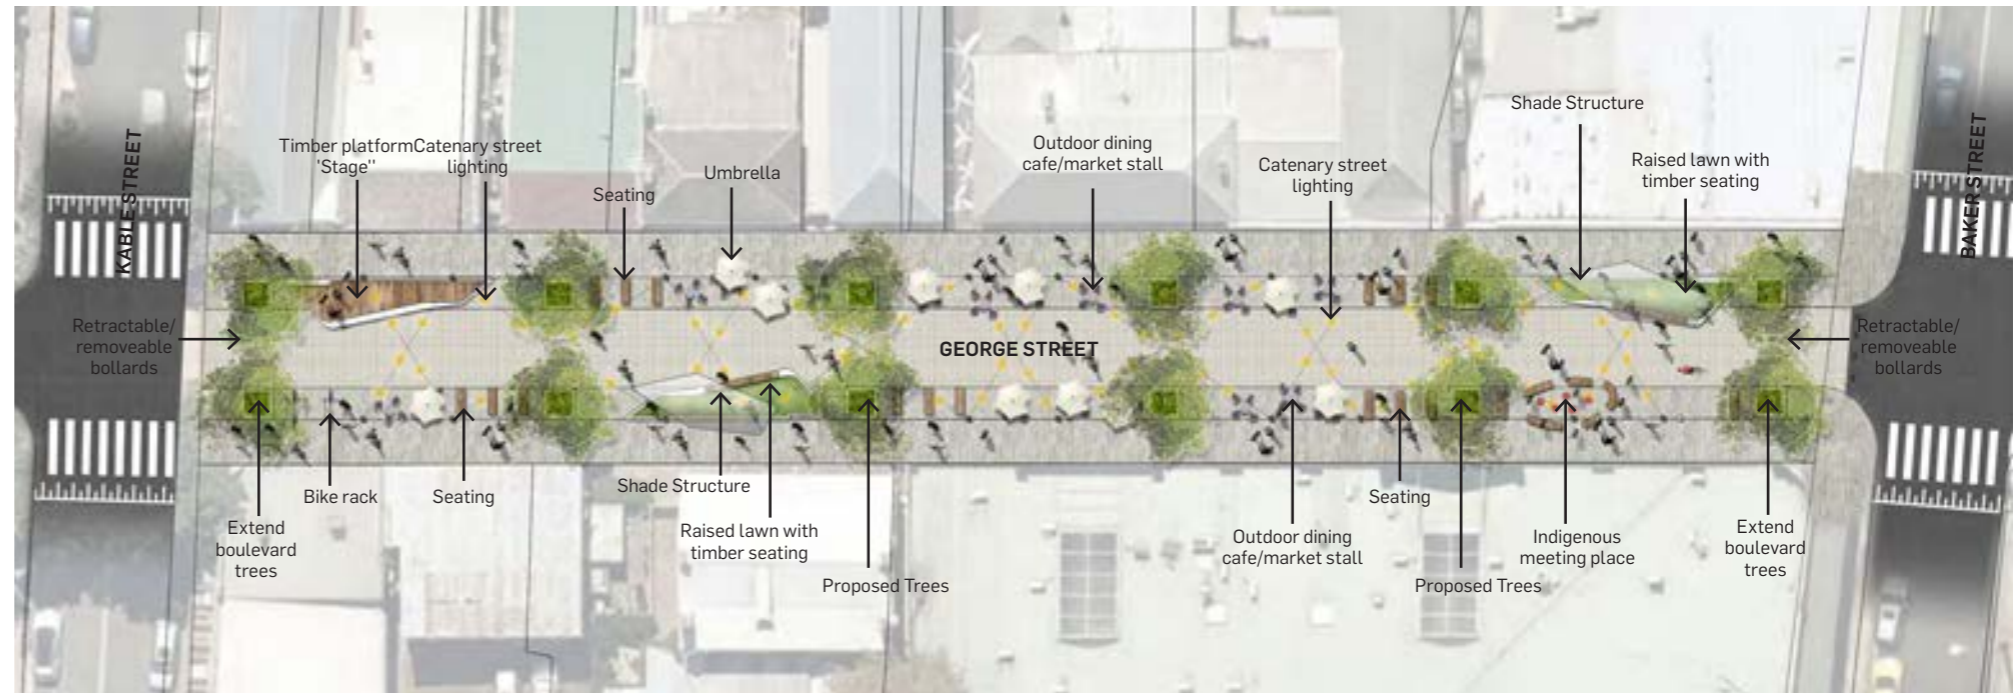 Shade Structure
Timber platform
'Stage"
Catenary street
lighting
Outdoor dining
cafe/market stall
Catenary street
lighting
Raised lawn with
timber seating
Umbrella
Seating
KABLE STREET
BAKER STREET
Retractable/
removeable
bollards
GEORGE STREET
Retractable/
removeable
bollards
Bike rack
Seating
Shade Structure
Seating
Extend
boulevard
trees
Raised lawn with
timber seating
Proposed Trees
Outdoor dining
cafe/market stall
Proposed Trees
Indigenous
meeting place
Extend
boulevard
trees